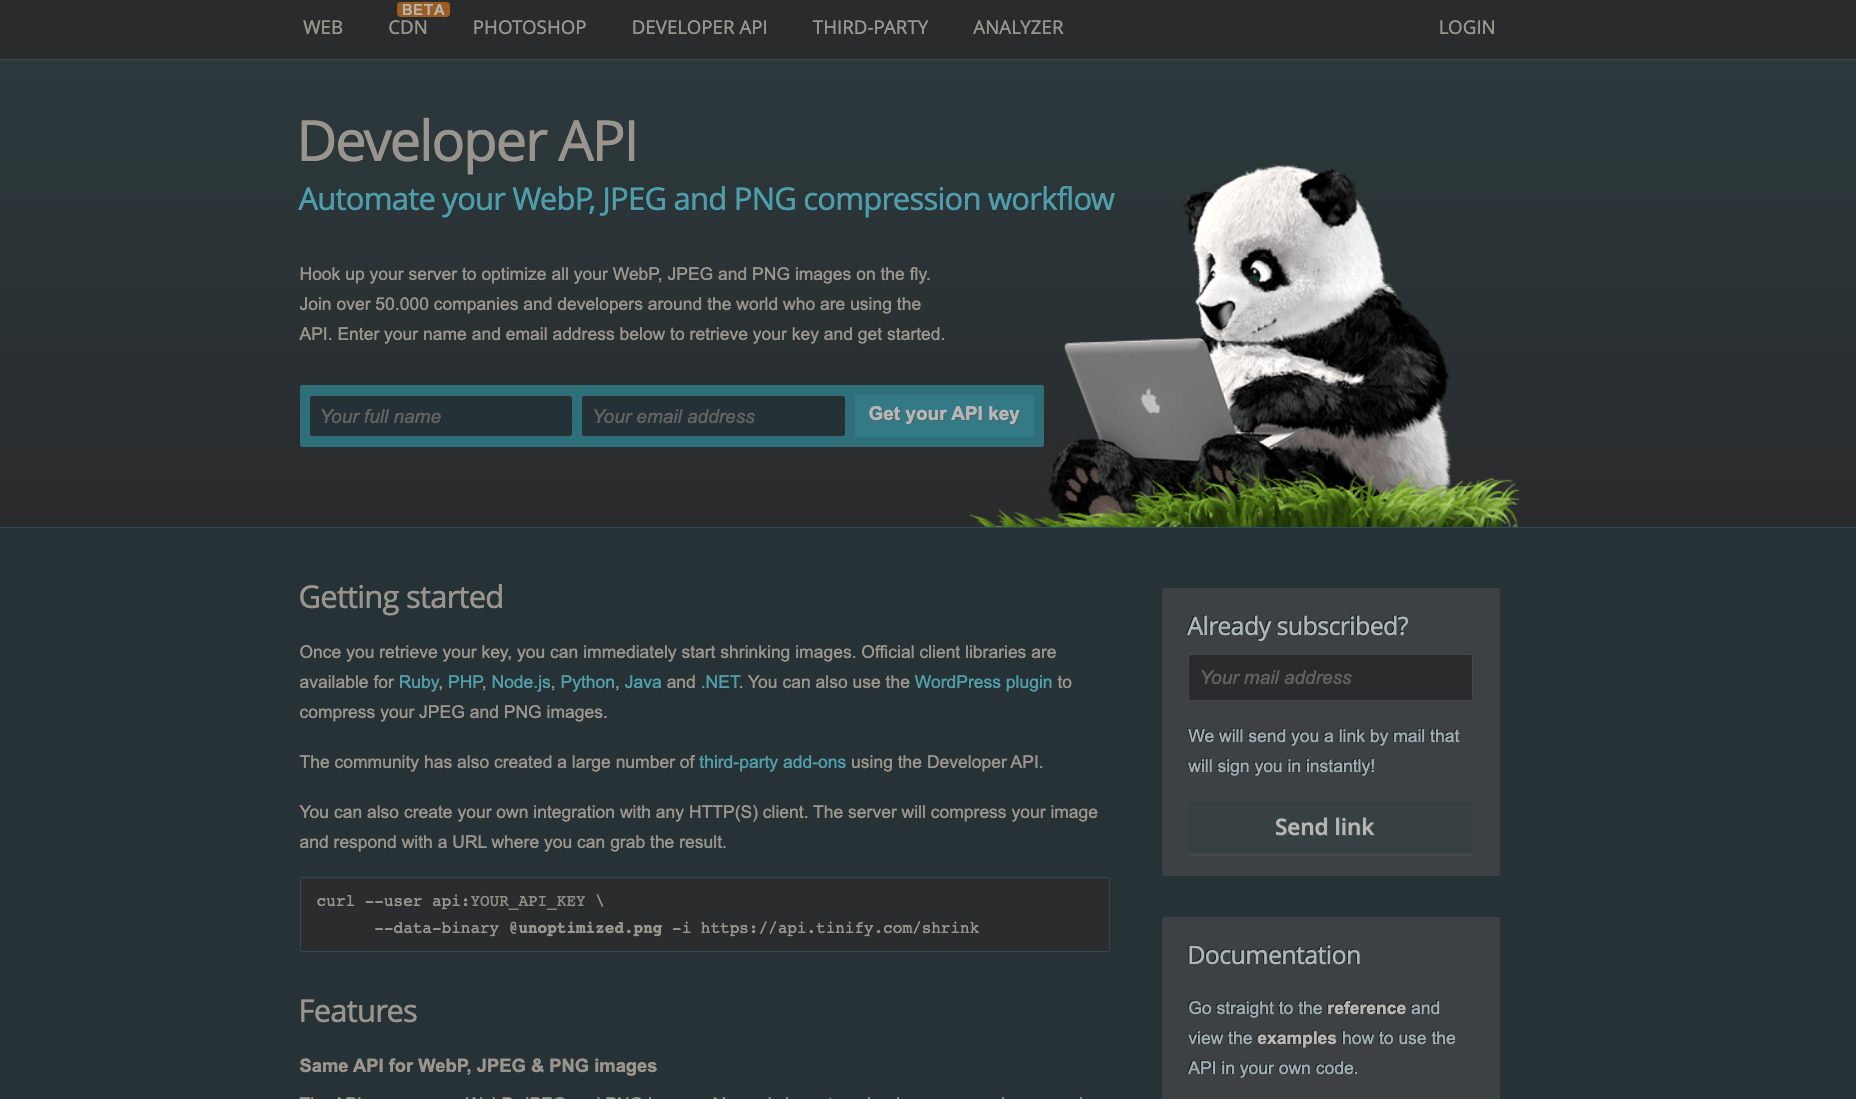 BETA
WEB CDN PHOTOSHOP DEVELOPER API THIRD-PARTY ANALYZER LOGIN
Developer API
Automate your WebP, JPEG and PNG compression workflow
Hook up your server to optimize all your WebP, JPEG and PNG images on the fly.
Join over 50.000 companies and developers around the world who are using the
API. Enter your name and email address below to retrieve your key and get started.
Your full name Your email address Get your API key
Getting started
Once you retrieve your key, you can immediately start shrinking images. Official client libraries are
available for Ruby, PHP, Node.js, Python, Java and .NET. You can also use the WordPress plugin to
compress your JPEG and PNG images.
The community has also created a large number of third-party add-ons using the Developer API.
You can also create your own integration with any HTTP(S) client. The server will compress your image
and respond with a URL where you can grab the result.
curl --user api:YOUR_API_KEY \
--data-binary @unoptimized.png -i https://api.tinify.com/shrink
Features
Same API for WebP, JPEG & PNG images
Already subscribed?
Your mail address
We will send you a link by mail that
will sign you in instantly!
Send link
Documentation
Go straight to the reference and
view the examples how to use the
API in your own code.